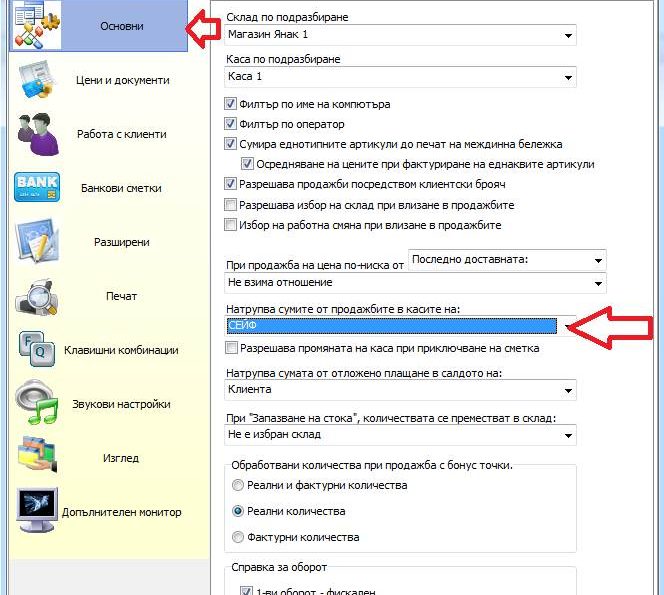 Основни
Цени и документи
Работа с клиенти
BANK
Банкови сметки
Разширени
Печат
F
Q
Клавишни комбинации
Звукови настройки
Изглед
Допълнителен монитор
Склад по подразбиране
Магазин Янак 1
Каса по подразбиране
Каса 1
Филтър по име на компютъра
Филтър по оператор
Сумира еднотипните артикули до печат на междинна бележка
Осредняване на цените при фактуриране на еднаквите артикули
Разрешава продажби посредством клиентски брояч
Разрешава избор на склад при влизане в продажбите
Избор на работна смяна при влизане в продажбите
При продажба на цена по-ниска от Последно доставната:
Не взима отношение
Натрупва сумите от продажбите в касите на:
СЕЙФ
Разрешава промяната на каса при приключване на сметка
Натрупва сумата от отложено плащане в салдото на:
Клиента
При "Запазване на стока", количествата се преместват в склад:
Не е избран склад
Обработвани количества при продажба с бонус точки.
Реални и фактурни количества
Реални количества
Фактурни количества
Справка за оборот
1-ви оборот - фискален